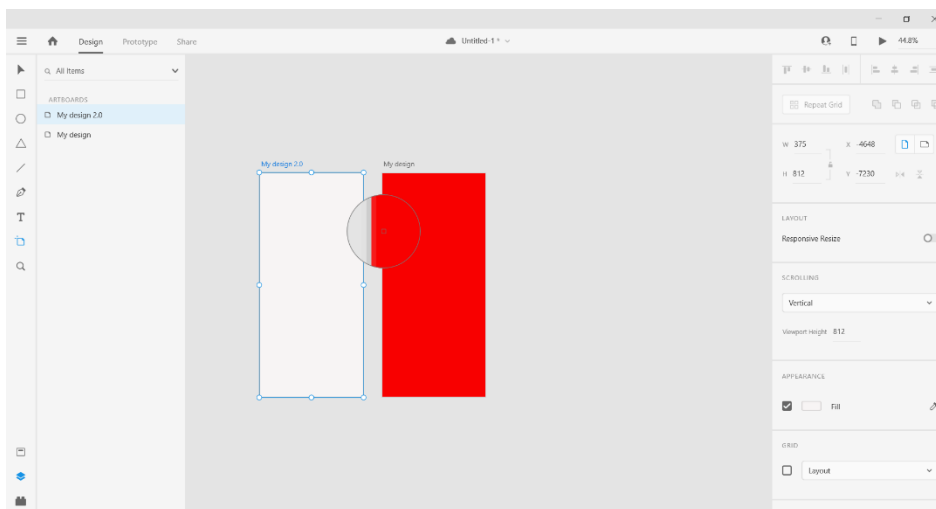 Design Prototype Share Untitled-1 * 44.8%
All Items
ARTBOARDS
My design 2.0
My design
My design 2.0 My design
Repeat Grid
W 375 X -4648
H 812 Y -7230
LAYOUT
Responsive Resize
SCROLLING
Vertical
Viewport Height 812
APPEARANCE
Fill
GRID
Layout
T